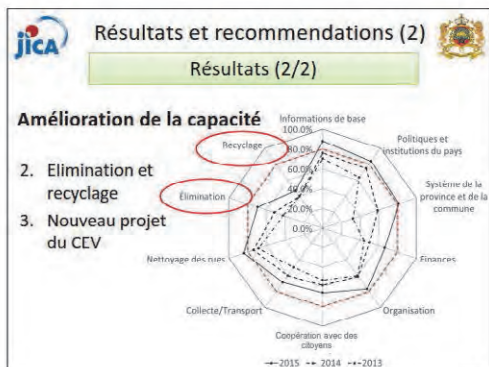 jICA
Résultats et recommendations (2)
Résultats (2/2)
Amélioration de la capacité
2. Elimination et
recyclage
3. Nouveau projet
du CEV
Informations de base
100.0%
80.0%
60.0%
40.0%
20.0%
0.0%
Politiques et
institutions du pays
Système de la
province et de la
commune
Finances
Organisation
Coopération avec des
citoyens
Collecte/Transport
Nettoyage des rues
Élimination
Recyclage
2015
2014
2013